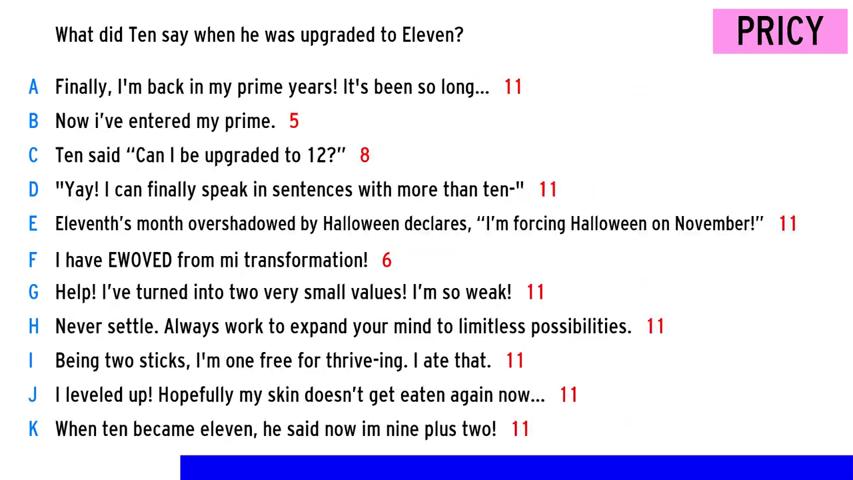 What did Ten say when he was upgraded to Eleven?
PRICY
A Finally, I'm back in my prime years! It's been so long... 11
B Now i've entered my prime. 5
C Ten said “Can I be upgraded to 12?” 8
D "Yay! I can finally speak in sentences with more than ten-" 11
E Eleventh's month overshadowed by Halloween declares, “I'm forcing Halloween on November!” 11
F I have EWOVED from mi transformation! 6
G Help! I've turned into two very small values! I'm so weak! 11
H Never settle. Always work to expand your mind to limitless possibilities. 11
I Being two sticks, I'm one free for thrive-ing. I ate that. 11
J I leveled up! Hopefully my skin doesn't get eaten again now... 11
K When ten became eleven, he said now im nine plus two! 11